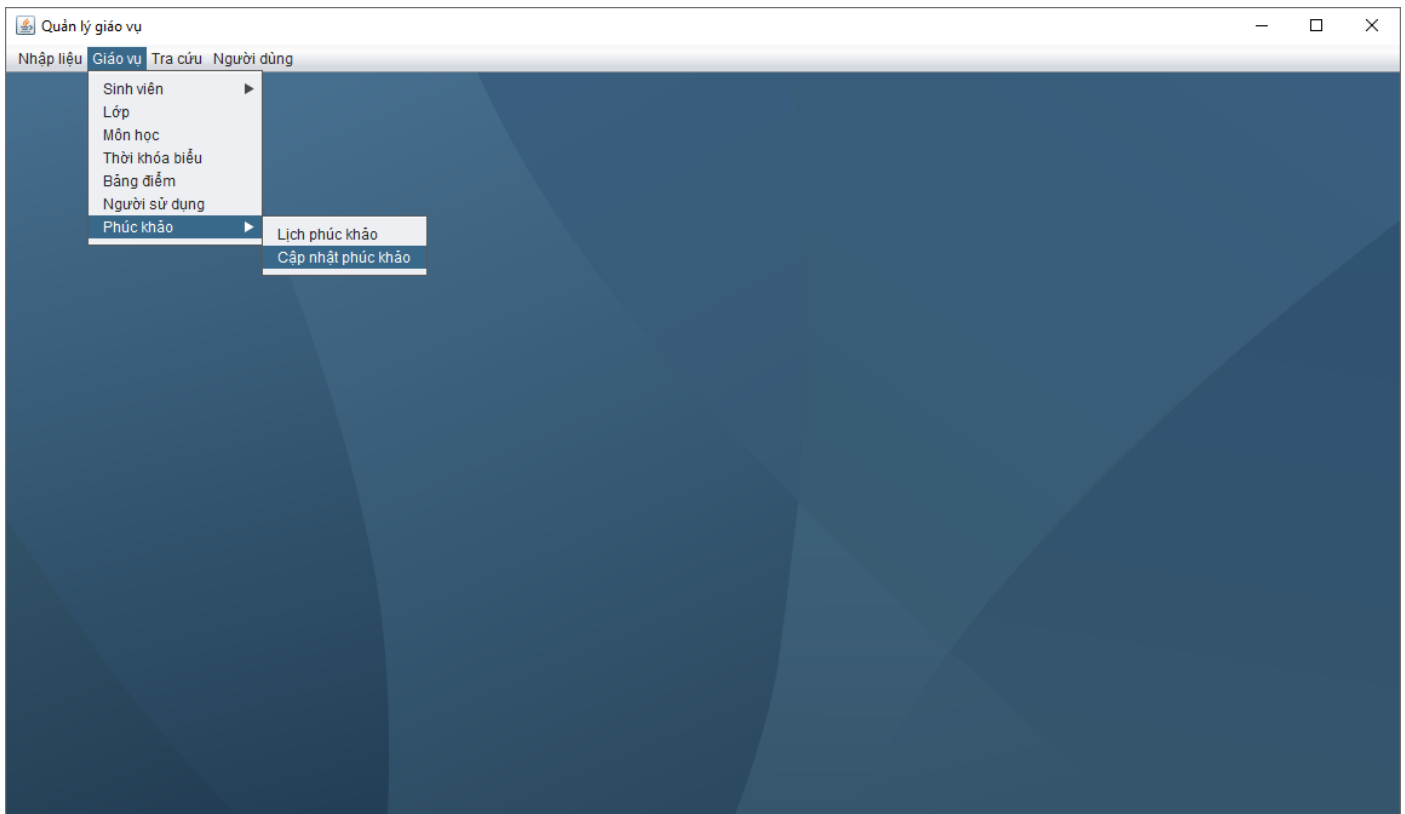 Quản lý giáo vụ
Nhập liệu Giáo vụ Tra cứu Người dùng
Sinh viên
Lớp
Môn học
Thời khóa biểu
Bảng điểm
Người sử dụng
Phúc khảo
Lịch phúc khảo
Cập nhật phúc khảo